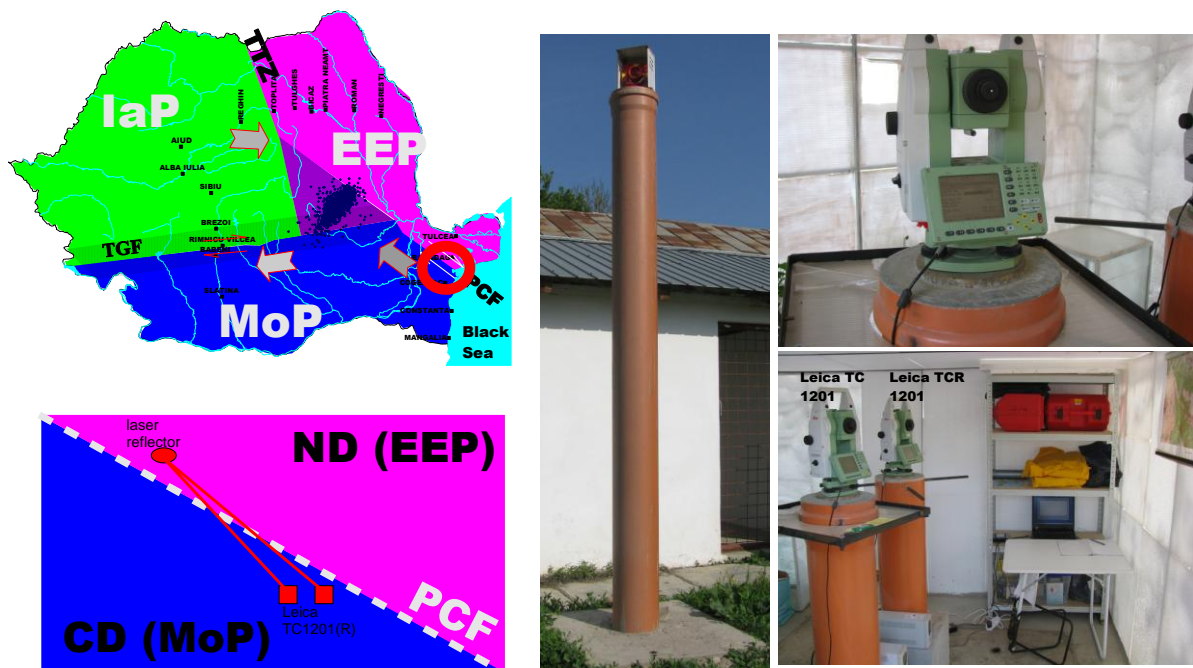 TTZ
REGHIN
TOPLITA
TULGHES
BICAZ
PIATRA NEAMT
ROMAN
NEGRESTI
IaP
EEP
AIUD
ALBA IULIA
SIBIU
BREZOI
TGF
RIMNICU VILCEA
TULCEA
SLATINA
PCF
MoP
CONSTANTA
Black
Sea
laser
reflector
ND (EEP)
Leica
TC1201(R)
PCF
CD (MoP)
Leica TC
1201
Leica TCR
1201